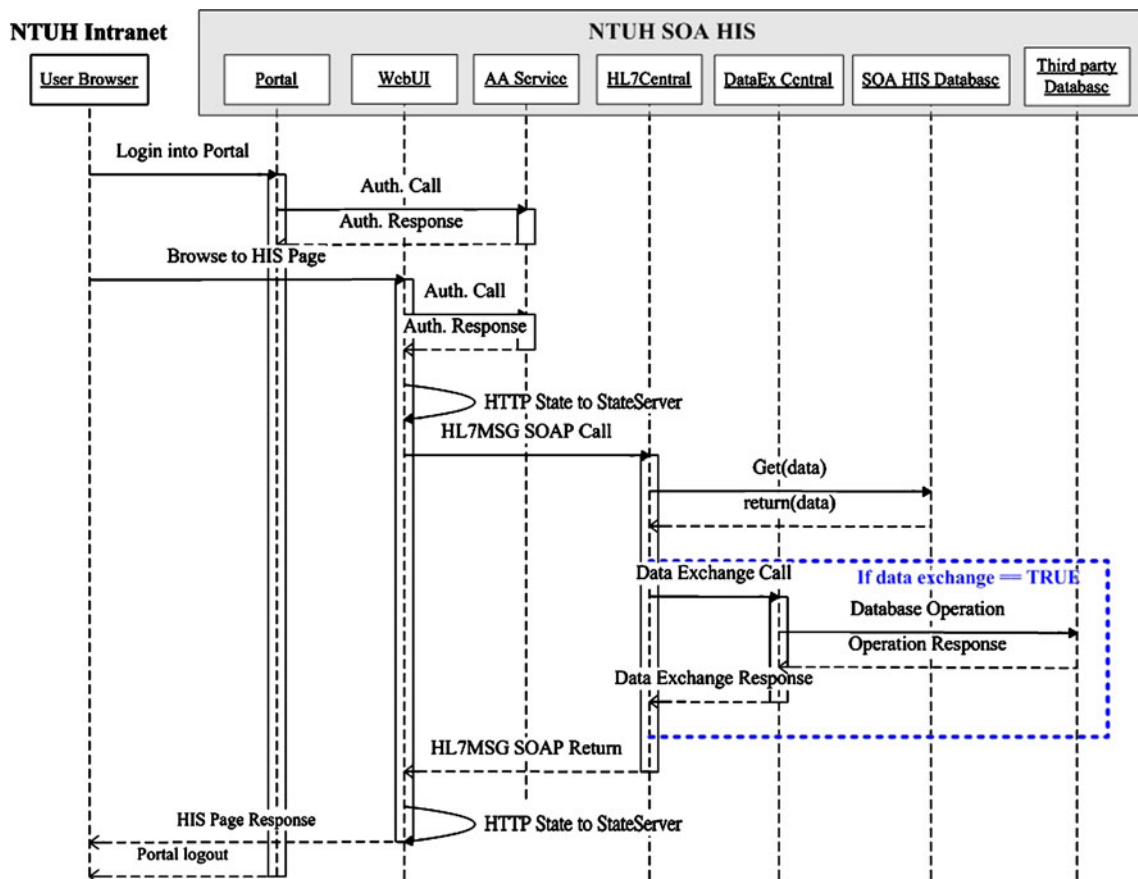 NTUH Intranet
NTUH SOA HIS
User Browser
Portal
WebUI
AA Service
HL7Central
DataEx Central
SOA HIS Database
Third party
Database
Login into Portal
Auth. Call
Auth. Response
Browse to HIS Page
Auth. Call
Auth. Response
HTTP State to StateServer
HL7MSG SOAP Call
Get(data)
return(data)
If data exchange == TRUE
Data Exchange Call
Database Operation
Operation Response
Data Exchange Response
HL7MSG SOAP Return
HTTP State to StateServer
HIS Page Response
Portal logout